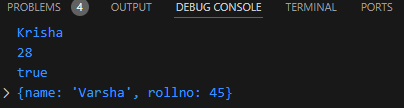 PROBLEMS 4 OUTPUT DEBUG CONSOLE TERMINAL PORTS
Krisha
28
true
> {name: 'Varsha', rollno: 45}